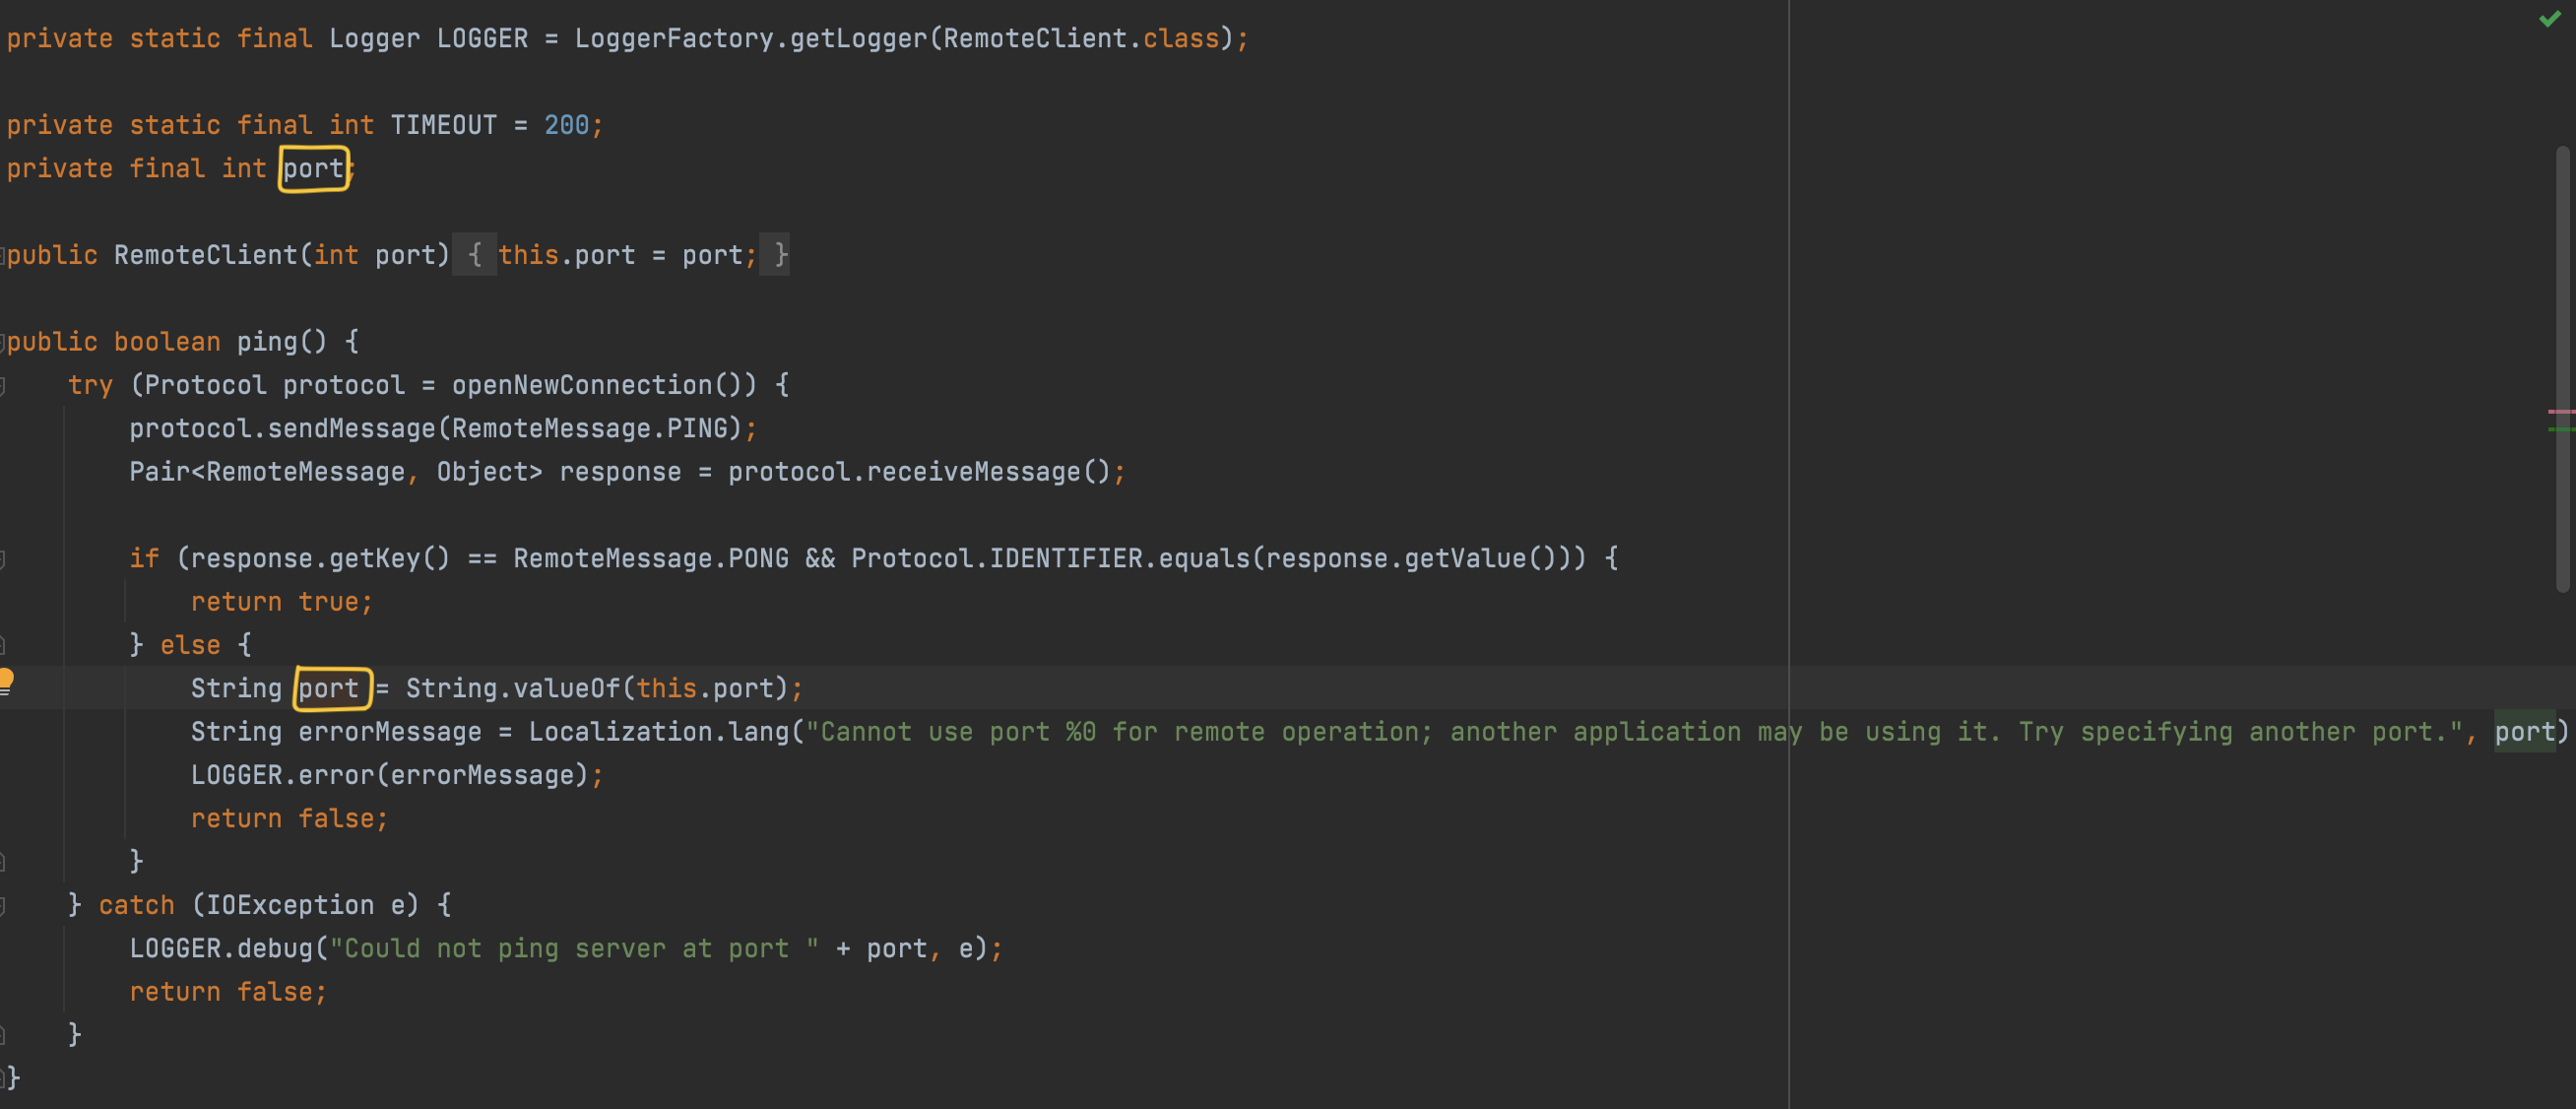 private static final Logger LOGGER = LoggerFactory.getLogger(RemoteClient.class);
private static final int TIMEOUT = 200;
private final int port;
public RemoteClient(int port) { this.port = port; }
public boolean ping() {
try (Protocol protocol = openNewConnection()) {
protocol.sendMessage(RemoteMessage.PING);
Pair<RemoteMessage, Object> response = protocol.receiveMessage();
if (response.getKey() == RemoteMessage.PONG && Protocol.IDENTIFIER.equals(response.getValue())) {
return true;
} else {
String port = String.valueOf(this.port);
String errorMessage = Localization.lang("Cannot use port %0 for remote operation; another application may be using it. Try specifying another port.", port)
LOGGER.error(errorMessage);
return false;
}
} catch (IOException e) {
LOGGER.debug("Could not ping server at port " + port, e);
return false;
}
}